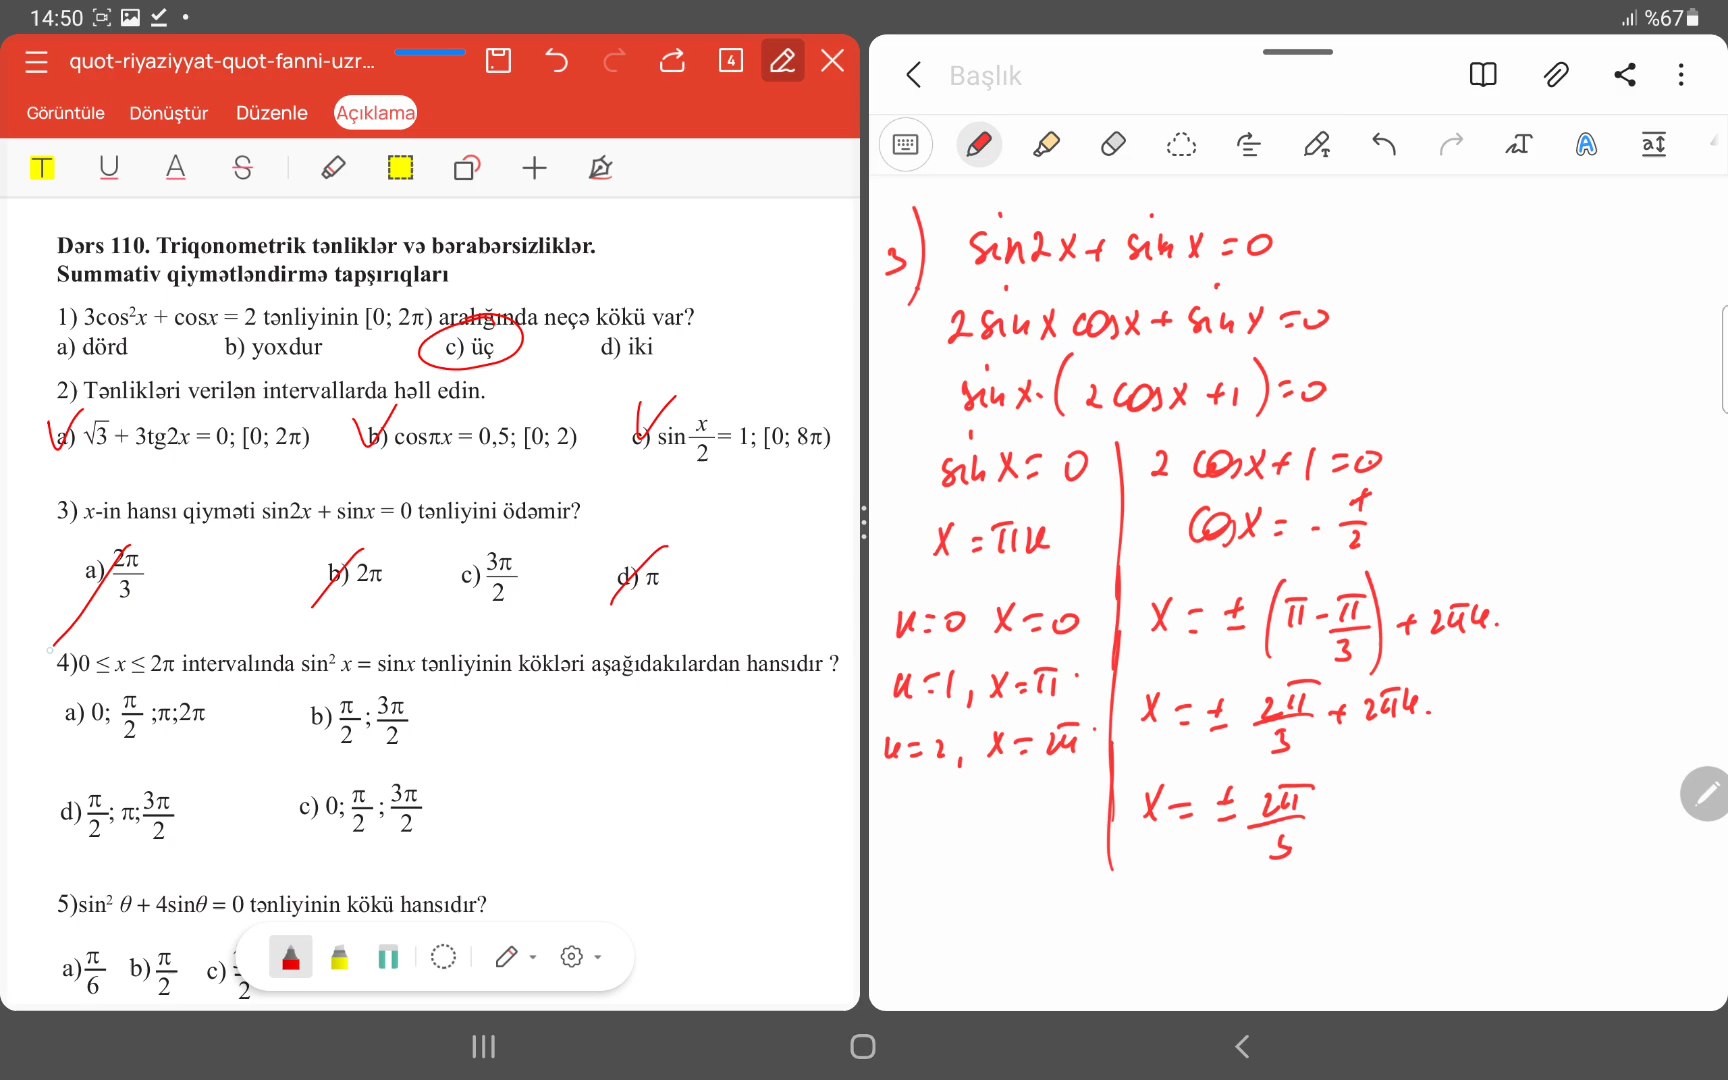 14:50
%67
quot-riyaziyyat-quot-fanni-uzr...
4
Görüntüle Dönüştür Düzenle Açıklama
Dərs 110. Triqonometrik tənliklər və bərabərsizliklər.
Summativ qiymətləndirmə tapşırıqları
1) 3cos²x + cosx = 2 tənliyinin [0; 2π) aralığında neçə kökü var?
a) dörd b) yoxdur c) üç d) iki
2) Tənlikləri verilən intervallarda həll edin.
a) √3 + 3tg2x = 0; [0; 2π) b) cosπx = 0,5; [0; 2) c) sin x/2 = 1; [0; 8π)
3) x-in hansı qiyməti sin2x + sinx = 0 tənliyini ödəmir?
a) 2π/3 b) 2π c) 3π/2 d) π
4)0 ≤ x ≤ 2π intervalında sin² x = sinx tənliyinin kökləri aşağıdakılardan hansıdır ?
a) 0; π/2 ;π;2π b) π/2 ; 3π/2
d) π/2; π; 3π/2 c) 0; π/2 ; 3π/2
5)sin² θ + 4sinθ = 0 tənliyinin kökü hansıdır?
a) π/6 b) π/2 c)
2
Başlık
3) sin2x + sin x = 0
2 sin x cosx + sin x = 0
sin x · (2 cosx + 1) = 0
sin x = 0
x = πk
k=0 x=0
k=1, x=π
k=2, x=2π
2 cosx + 1 = 0
cosx = - 1/2
x = ± (π - π/3) + 2πk.
x = ± 2π/3 + 2πk.
x = ± 2π/3